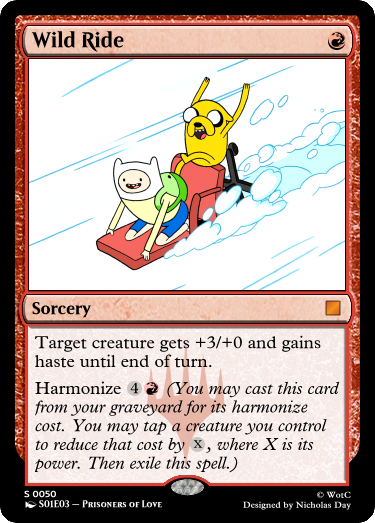 Wild Ride
Sorcery
Target creature gets +3/+0 and gains
haste until end of turn.
Harmonize 4 (You may cast this card
from your graveyard for its harmonize
cost. You may tap a creature you control
to reduce that cost by X, where X is its
power. Then exile this spell.)
S 0050
© WotC
S01E03 – Prisoners of Love
Designed by Nicholas Day